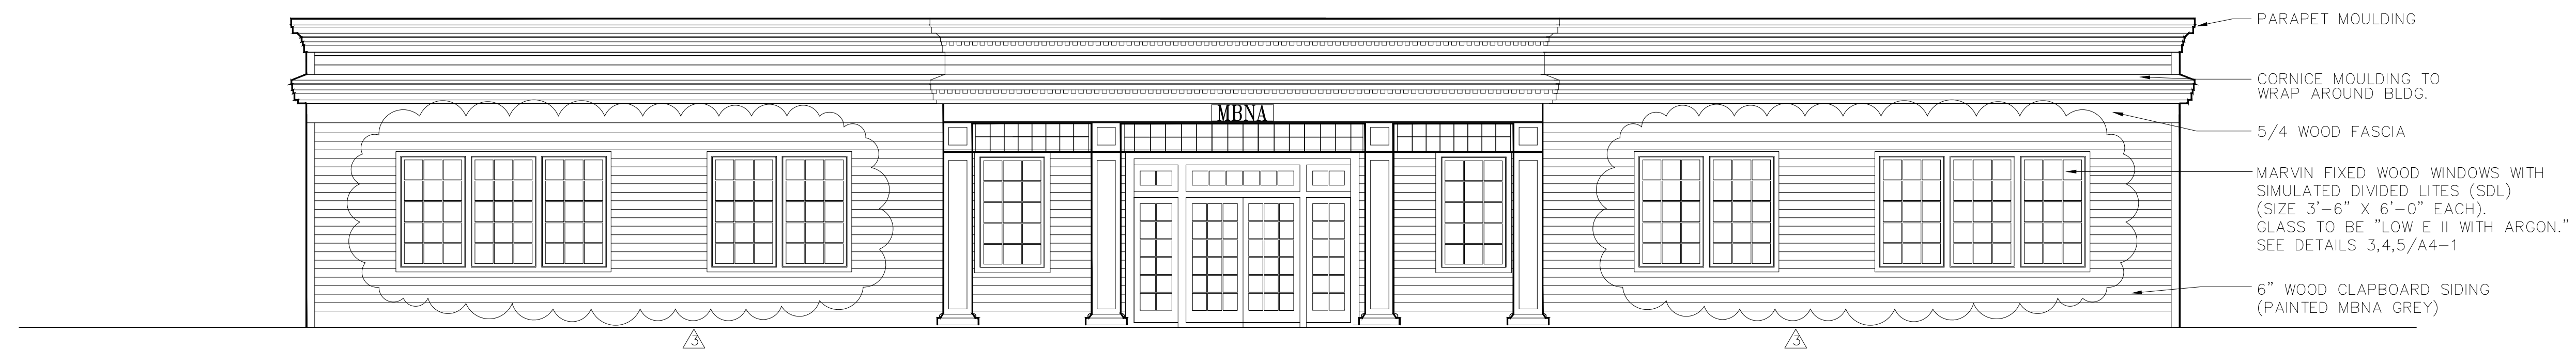 PARAPET MOULDING
CORNICE MOULDING TO
WRAP AROUND BLDG.
MBNA
5/4 WOOD FASCIA
MARVIN FIXED WOOD WINDOWS WITH
SIMULATED DIVIDED LITES (SDL)
(SIZE 3'-6" X 6'-0" EACH).
GLASS TO BE "LOW E II WITH ARGON."
SEE DETAILS 3,4,5/A4-1
6" WOOD CLAPBOARD SIDING
(PAINTED MBNA GREY)
3
3